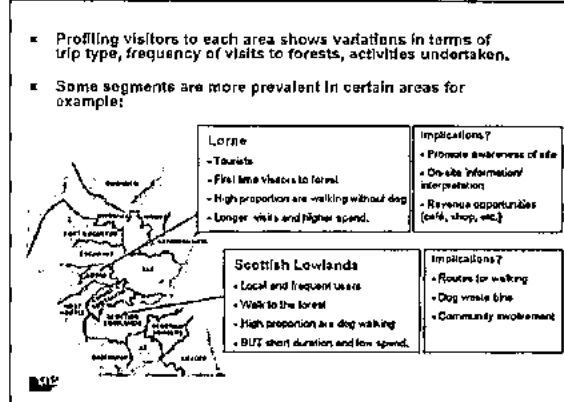 Profiling visitors to each area shows variations in terms of
trip type, frequency of visits to forests, activities undertaken.
Some segments are more prevalent in certain areas for
example:
Lorne
- Tourists
- First time visitors to forest
- High proportion are walking without dog
- Longer visits and higher spend.
Implications?
- Promote awareness of site
- On-site information/
interpretation
- Revenue opportunities
(café, shop, etc.)
Scottish Lowlands
- Local and frequent users
- Walk to the forest
- High proportion are dog walking
- BUT short duration and low spend.
Implications?
- Routes for walking
- Dog waste bins
- Community involvement